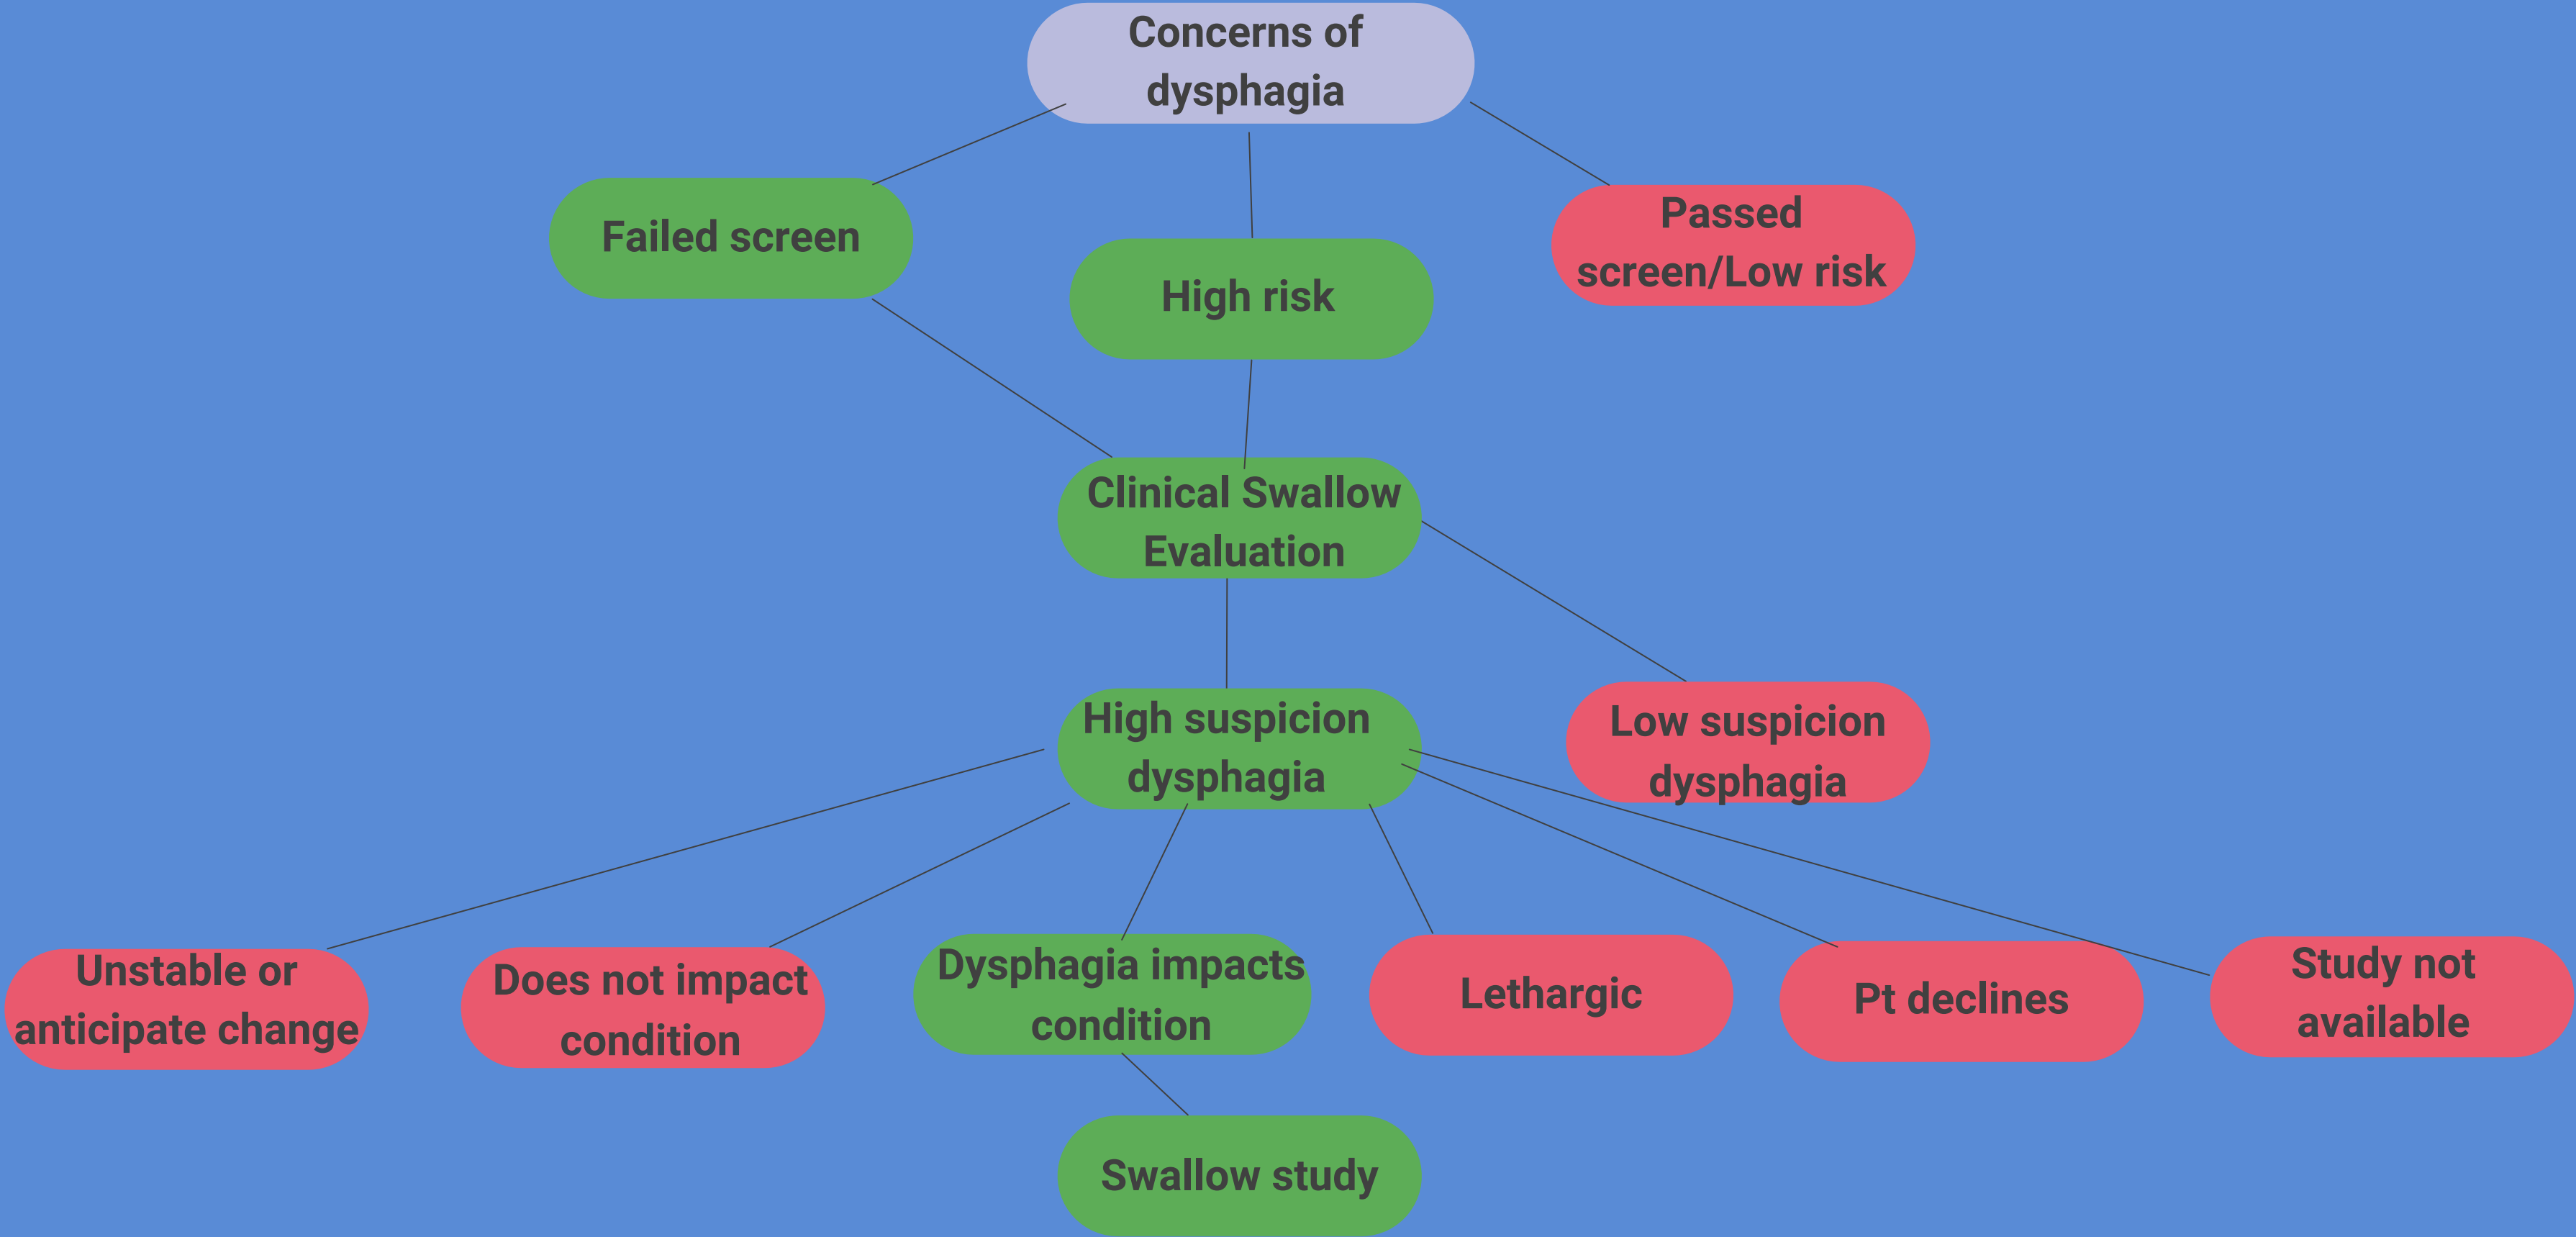 Concerns of
dysphagia
Failed screen
High risk
Passed
screen/Low risk
Clinical Swallow
Evaluation
High suspicion
dysphagia
Low suspicion
dysphagia
Unstable or
anticipate change
Does not impact
condition
Dysphagia impacts
condition
Lethargic
Pt declines
Study not
available
Swallow study